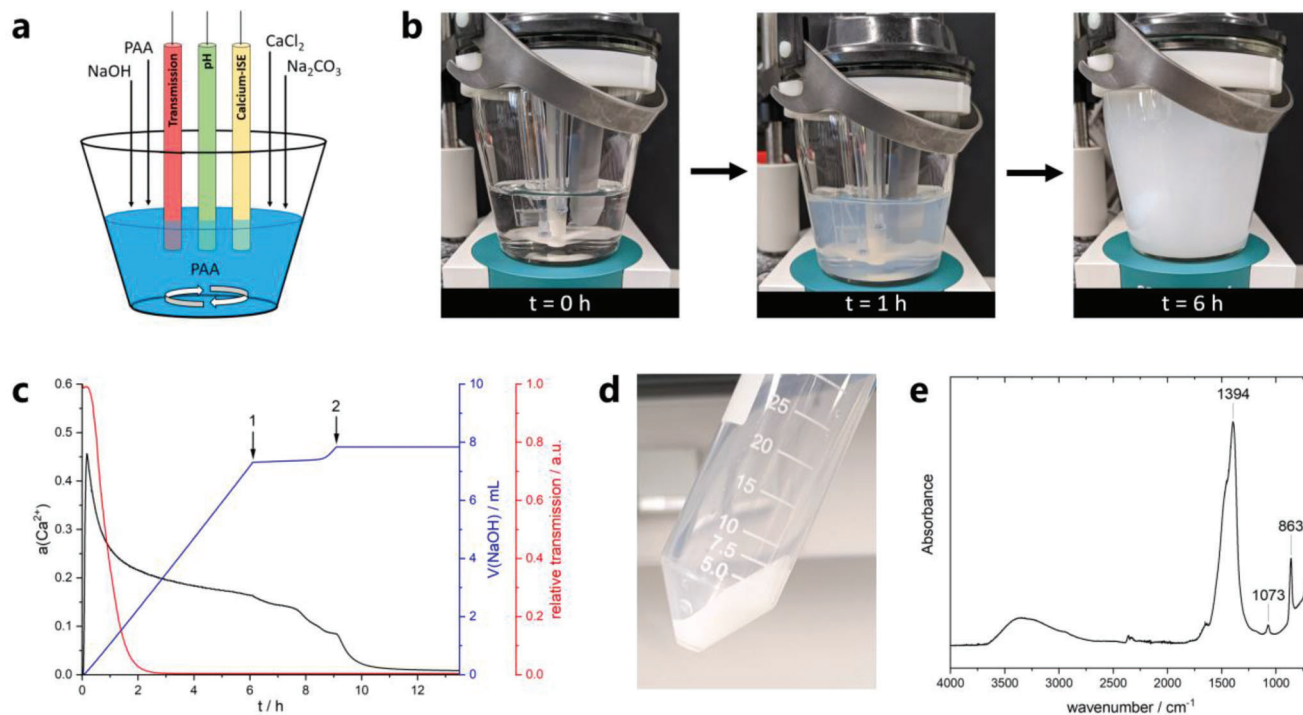 a
PAA
NaOH
Transmission
pH
Calcium-ISE
CaCl₂
Na₂CO₃
PAA
b
t = 0 h
t = 1 h
t = 6 h
c
0.6
0.5
0.4
0.3
0.2
0.1
0.0
a(Ca²⁺)
0 2 4 6 8 10 12
t / h
1
2
10
8
6
4
2
0
V(NaOH) / mL
1.0
0.8
0.6
0.4
0.2
0.0
relative transmission / a.u.
d
25
20
15
10
7.5
5.0
e
Absorbance
1394
1073
863
4000 3500 3000 2500 2000 1500 1000
wavenumber / cm⁻¹